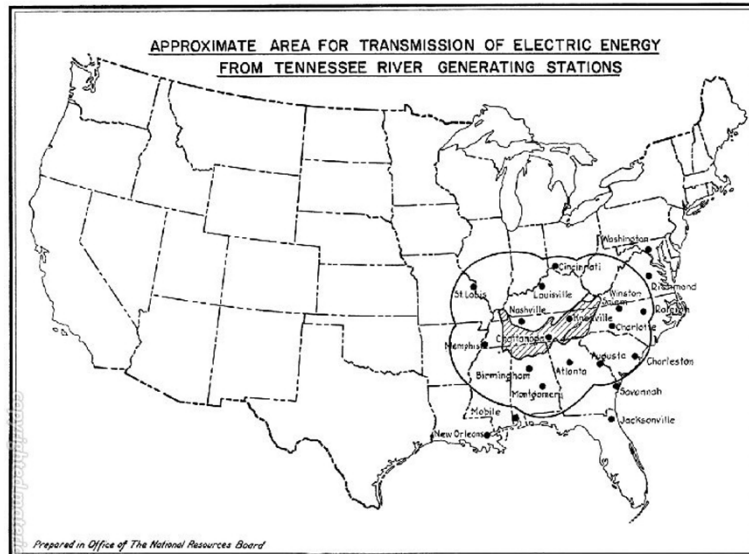 APPROXIMATE AREA FOR TRANSMISSION OF ELECTRIC ENERGY
FROM TENNESSEE RIVER GENERATING STATIONS
Washington
Cincinnati
Richmond
St. Louis
Louisville
Winston
Salem
Nashville
Knoxville
Raleigh
Charlotte
Chattanooga
Memphis
Augusta
Charleston
Birmingham
Atlanta
Montgomery
Savannah
Mobile
Jacksonville
New Orleans
copyrighted material
Prepared in Office of The National Resources Board